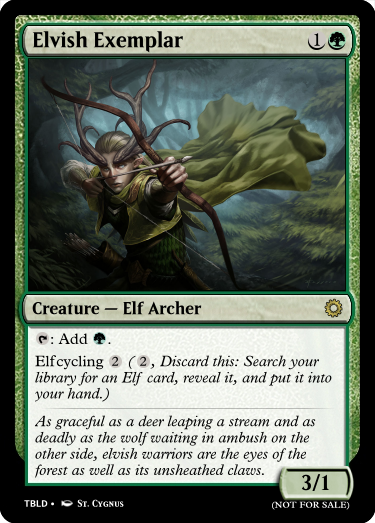 Elvish Exemplar 1
Creature — Elf Archer
: Add .
Elfcycling 2 ( 2, Discard this: Search your
library for an Elf card, reveal it, and put it into
your hand.)
As graceful as a deer leaping a stream and as
deadly as the wolf waiting in ambush on the
other side, elvish warriors are the eyes of the
forest as well as its unsheathed claws.
3/1
TBLD • St. Cygnus
(NOT FOR SALE)